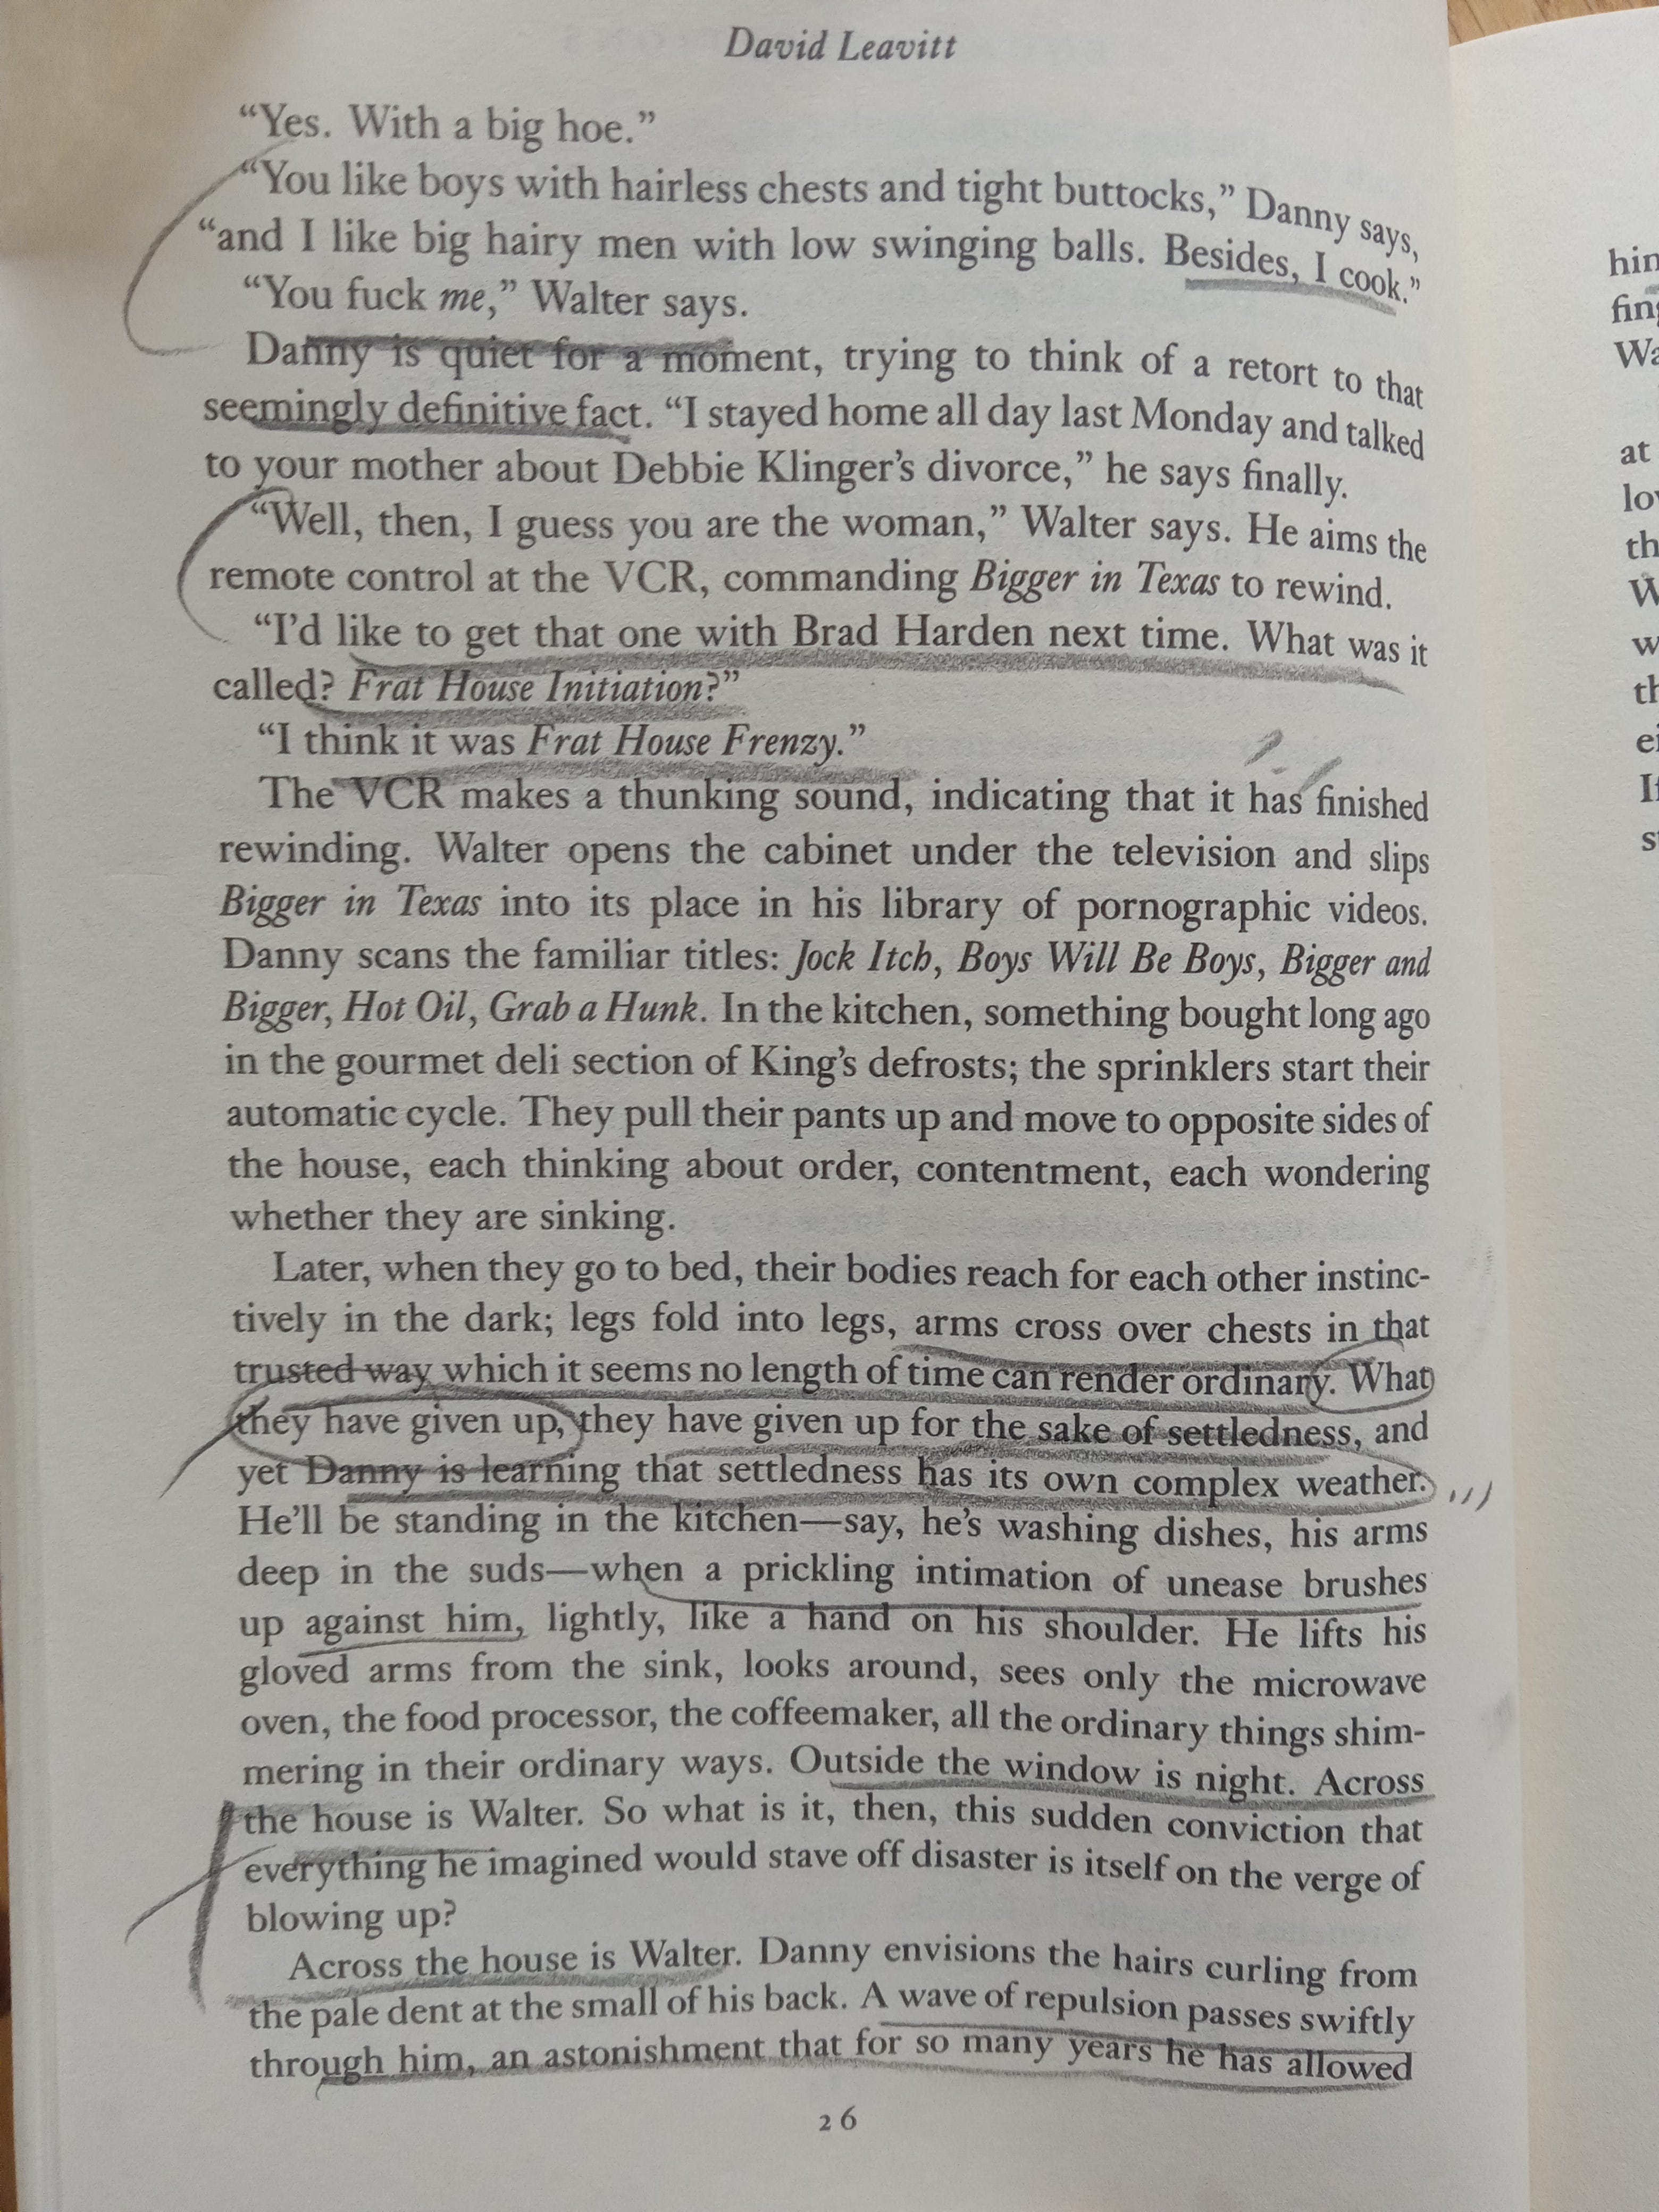 David Leavitt
“Yes. With a big hoe.”
“You like boys with hairless chests and tight buttocks,” Danny says,
“and I like big hairy men with low swinging balls. Besides, I cook.”
“You fuck me,” Walter says.
Danny is quiet for a moment, trying to think of a retort to that
seemingly definitive fact. “I stayed home all day last Monday and talked
to your mother about Debbie Klinger’s divorce,” he says finally.
“Well, then, I guess you are the woman,” Walter says. He aims the
remote control at the VCR, commanding Bigger in Texas to rewind.
“I’d like to get that one with Brad Harden next time. What was it
called? Frat House Initiation?”
“I think it was Frat House Frenzy.”
The VCR makes a thunking sound, indicating that it has finished
rewinding. Walter opens the cabinet under the television and slips
Bigger in Texas into its place in his library of pornographic videos.
Danny scans the familiar titles: Jock Itch, Boys Will Be Boys, Bigger and
Bigger, Hot Oil, Grab a Hunk. In the kitchen, something bought long ago
in the gourmet deli section of King’s defrosts; the sprinklers start their
automatic cycle. They pull their pants up and move to opposite sides of
the house, each thinking about order, contentment, each wondering
whether they are sinking.
Later, when they go to bed, their bodies reach for each other instinc-
tively in the dark; legs fold into legs, arms cross over chests in that
trusted way which it seems no length of time can render ordinary. What
they have given up, they have given up for the sake of settledness, and
yet Danny is learning that settledness has its own complex weather.
He’ll be standing in the kitchen—say, he’s washing dishes, his arms
deep in the suds—when a prickling intimation of unease brushes
up against him, lightly, like a hand on his shoulder. He lifts his
gloved arms from the sink, looks around, sees only the microwave
oven, the food processor, the coffeemaker, all the ordinary things shim-
mering in their ordinary ways. Outside the window is night. Across
the house is Walter. So what is it, then, this sudden conviction that
everything he imagined would stave off disaster is itself on the verge of
blowing up?
Across the house is Walter. Danny envisions the hairs curling from
the pale dent at the small of his back. A wave of repulsion passes swiftly
through him, an astonishment that for so many years he has allowed
26
at